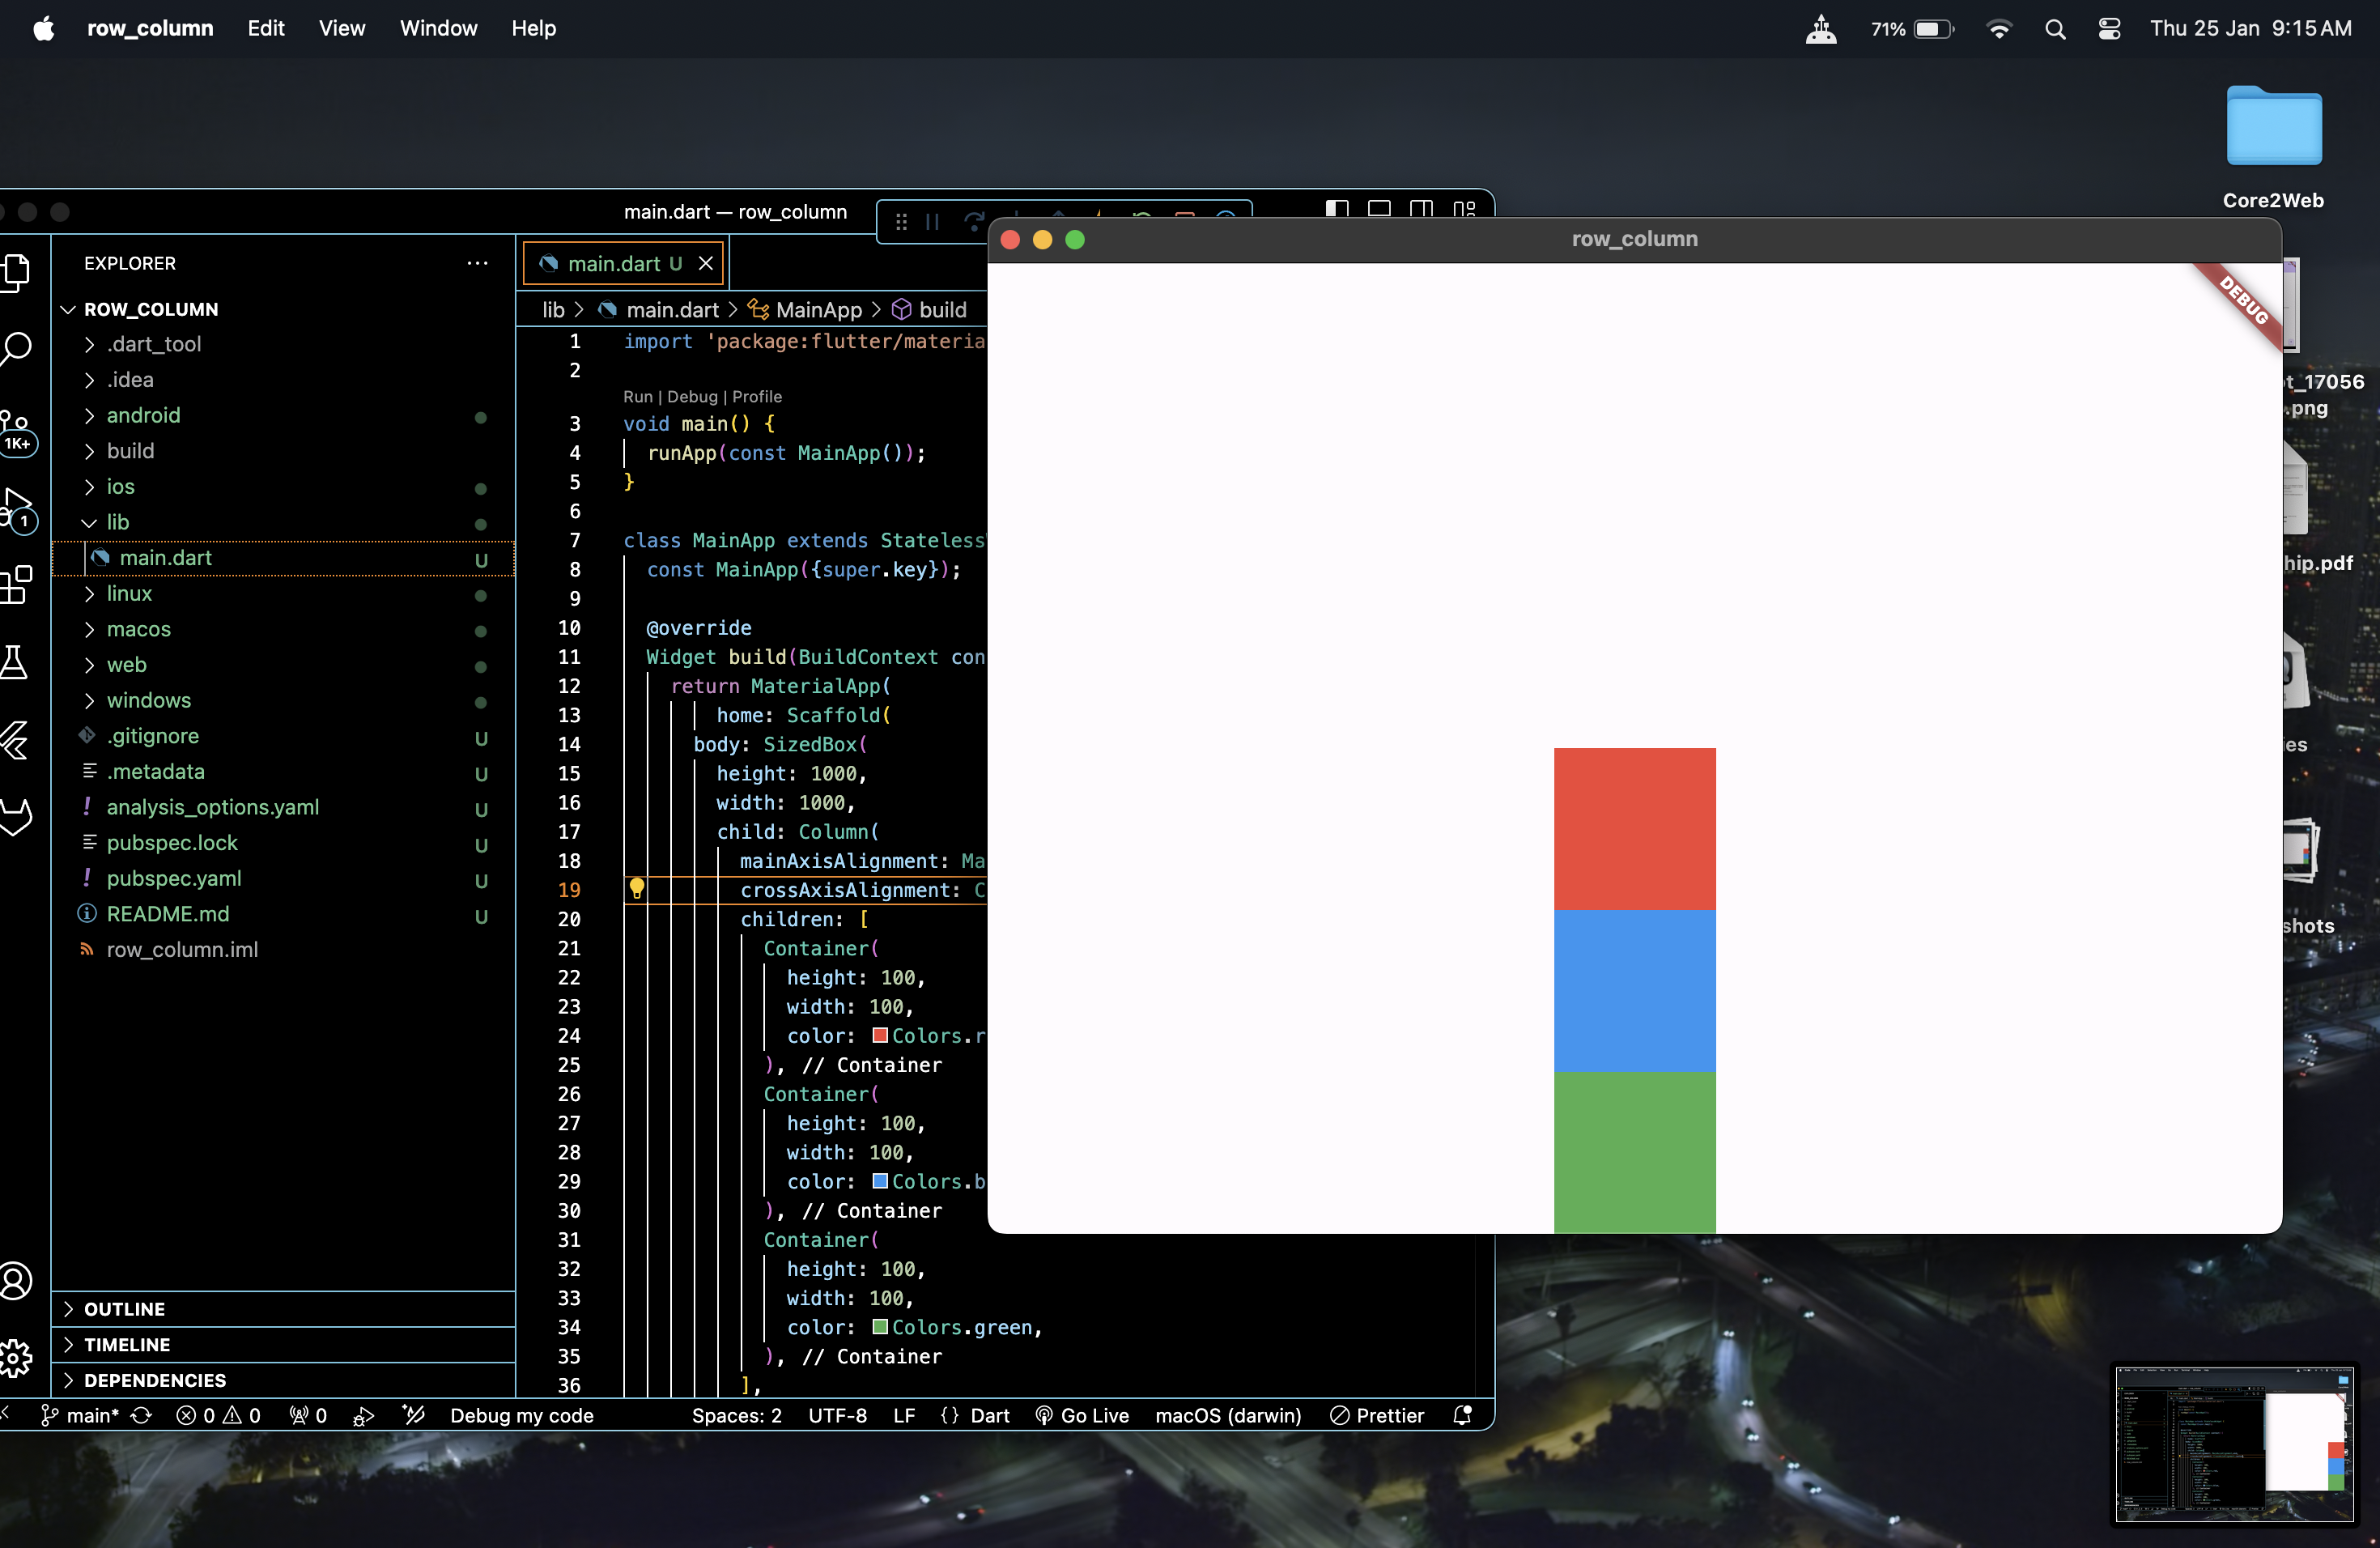 row_column Edit View Window Help 71% Thu 25 Jan 9:15 AM
Core2Web
main.dart — row_column
row_column
DEBUG
EXPLORER
ROW_COLUMN
.dart_tool
.idea
android
build
ios
lib
main.dart U
linux
macos
web
windows
.gitignore U
.metadata U
analysis_options.yaml U
pubspec.lock U
pubspec.yaml U
README.md U
row_column.iml
OUTLINE
TIMELINE
DEPENDENCIES
1K+
1
main.dart U
lib > main.dart > MainApp > build
1 import 'package:flutter/materia
2
Run | Debug | Profile
3 void main() {
4 runApp(const MainApp());
5 }
6
7 class MainApp extends Stateless
8 const MainApp({super.key});
9
10 @override
11 Widget build(BuildContext con
12 return MaterialApp(
13 home: Scaffold(
14 body: SizedBox(
15 height: 1000,
16 width: 1000,
17 child: Column(
18 mainAxisAlignment: Ma
19 crossAxisAlignment: C
20 children: [
21 Container(
22 height: 100,
23 width: 100,
24 color: Colors.r
25 ), // Container
26 Container(
27 height: 100,
28 width: 100,
29 color: Colors.b
30 ), // Container
31 Container(
32 height: 100,
33 width: 100,
34 color: Colors.green,
35 ), // Container
36 ],
ot_17056
.png
hip.pdf
ies
shots
main* 0 0 0 Debug my code Spaces: 2 UTF-8 LF {} Dart Go Live macOS (darwin) Prettier